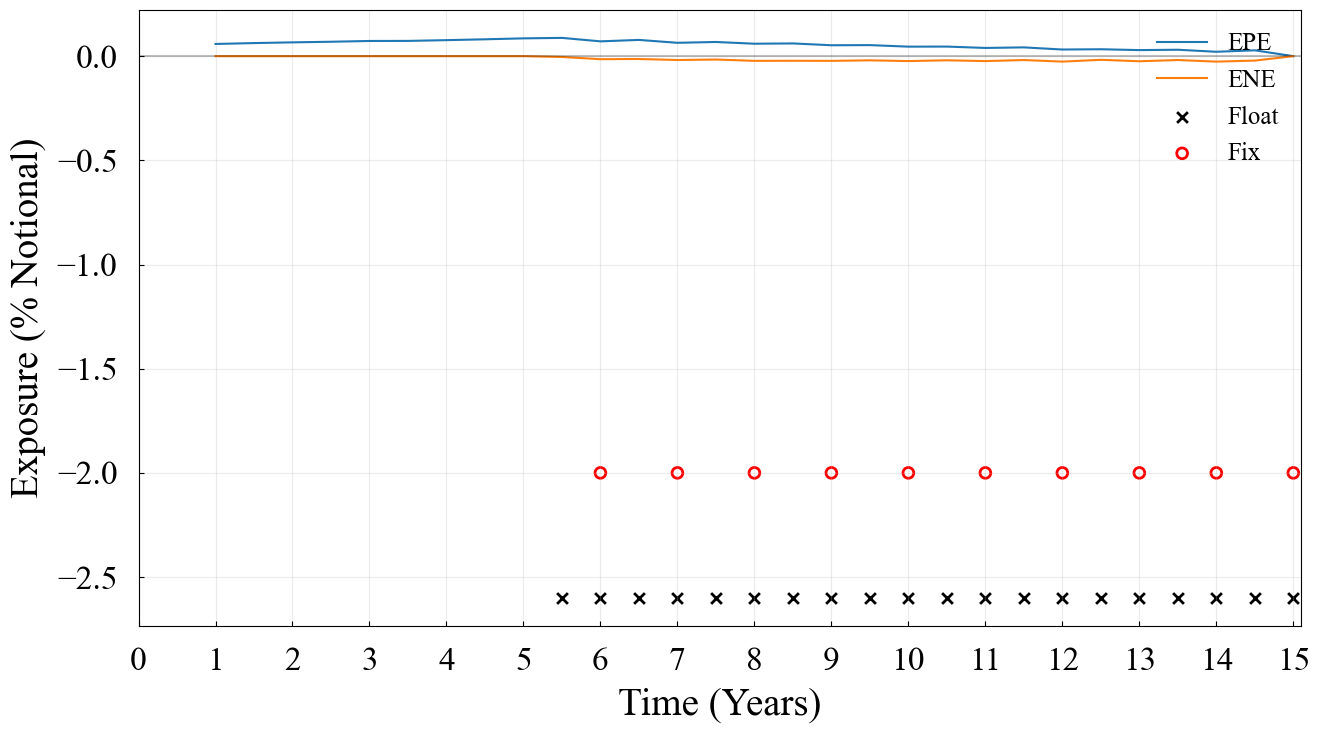 EPE
ENE
Float
Fix
0.0
−0.5
−1.0
−1.5
−2.0
−2.5
Exposure (% Notional)
0 1 2 3 4 5 6 7 8 9 10 11 12 13 14 15
Time (Years)